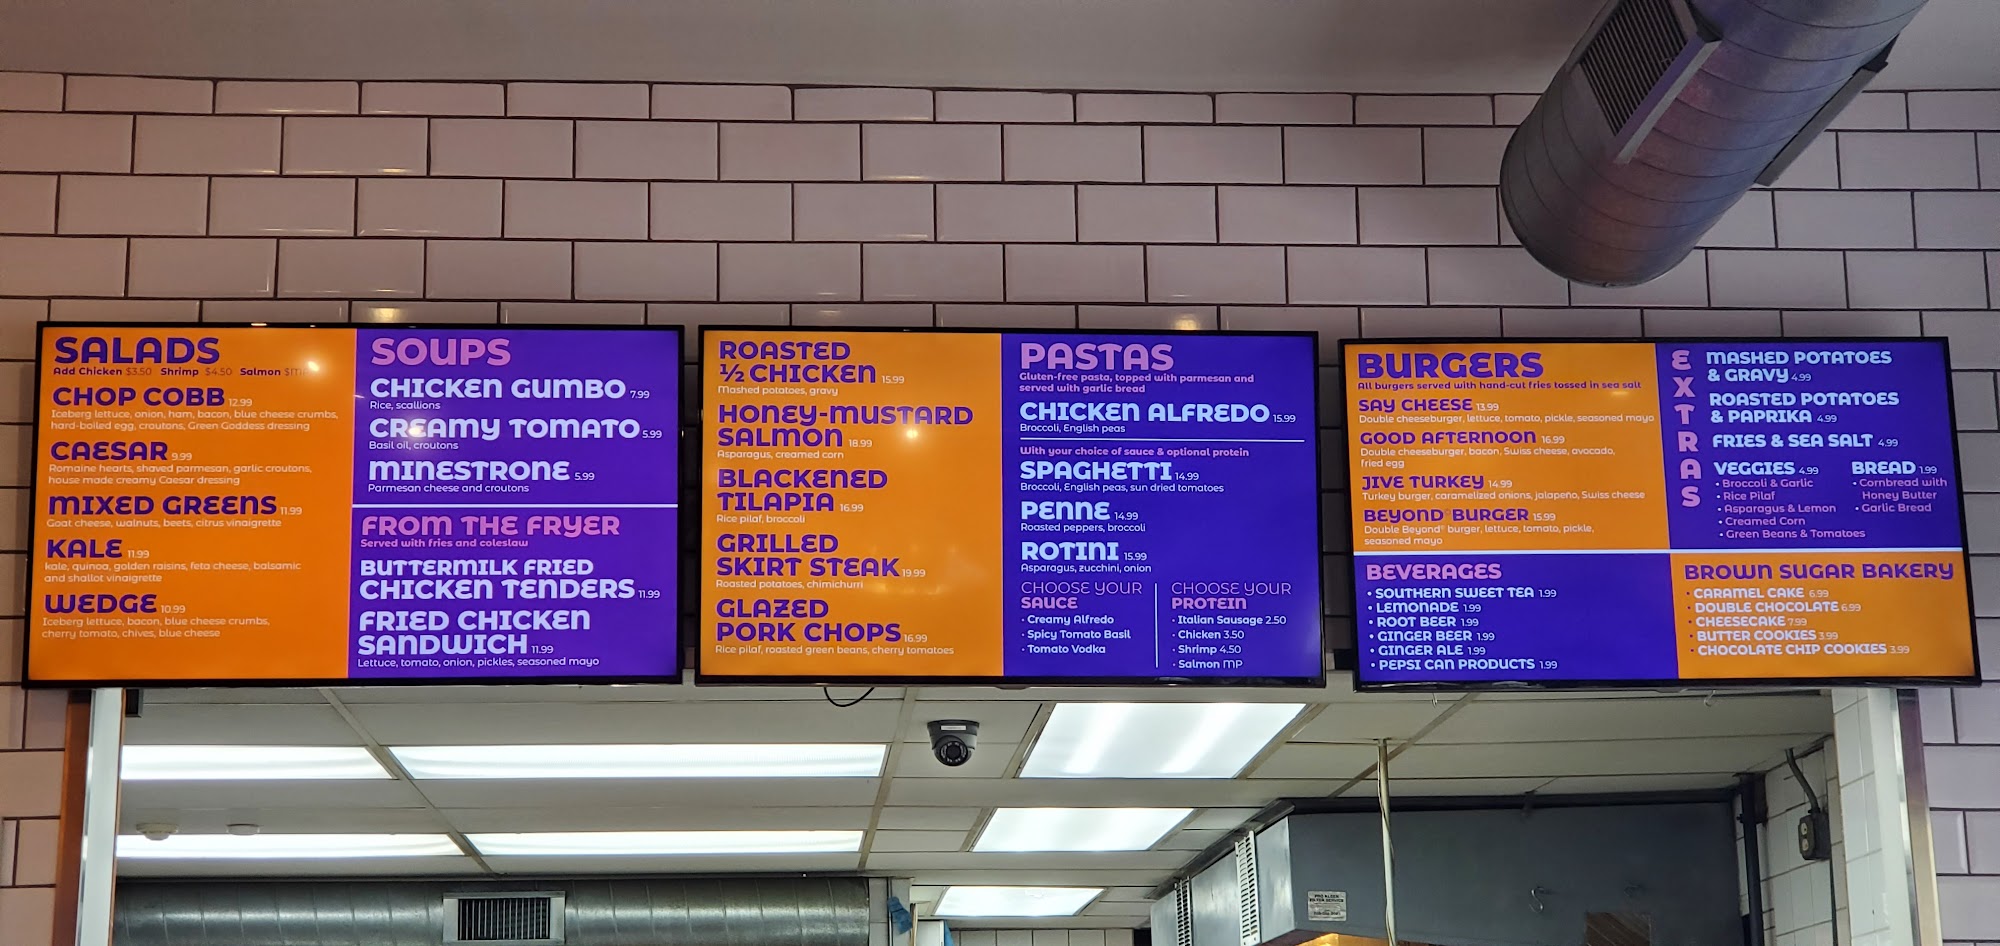 SALADS
Add Chicken $3.50 Shrimp $4.50 Salmon
CHOP COBB 12.99
Iceberg lettuce, onion, ham, bacon, blue cheese crumbs,
hard-boiled egg, croutons, Green Goddess dressing
CAESAR 9.99
Romaine hearts, shaved parmesan, garlic croutons,
house made creamy Caesar dressing
MIXED GREENS 11.99
Goat cheese, walnuts, beets, citrus vinaigrette
KALE 11.99
kale, quinoa, golden raisins, feta cheese, balsamic
and shallot vinaigrette
WEDGE 10.99
Iceberg lettuce, bacon, blue cheese crumbs,
cherry tomato, chives, blue cheese
SOUPS
CHICKEN GUMBO 7.99
Rice, scallions
CREAMY TOMATO 5.99
Basil oil, croutons
MINESTRONE 5.99
Parmesan cheese and croutons
FROM THE FRYER
Served with fries and coleslaw
BUTTERMILK FRIED
CHICKEN TENDERS 11.99
FRIED CHICKEN
SANDWICH 11.99
Lettuce, tomato, onion, pickles, seasoned mayo
ROASTED
½ CHICKEN 15.99
Mashed potatoes, gravy
HONEY-MUSTARD
SALMON 18.99
Asparagus, creamed corn
BLACKENED
TILAPIA 16.99
Rice pilaf, broccoli
GRILLED
SKIRT STEAK 19.99
Roasted potatoes, chimichurri
GLAZED
PORK CHOPS 16.99
Rice pilaf, roasted green beans, cherry tomatoes
PASTAS
Gluten-free pasta, topped with parmesan and
served with garlic bread
CHICKEN ALFREDO 15.99
Broccoli, English peas
With your choice of sauce & optional protein
SPAGHETTI 14.99
Broccoli, English peas, sun dried tomatoes
PENNE 14.99
Roasted peppers, broccoli
ROTINI 15.99
Asparagus, zucchini, onion
CHOOSE YOUR
SAUCE
· Creamy Alfredo
· Spicy Tomato Basil
· Tomato Vodka
CHOOSE YOUR
PROTEIN
· Italian Sausage 2.50
· Chicken 3.50
· Shrimp 4.50
· Salmon MP
BURGERS
All burgers served with hand-cut fries tossed in sea salt
SAY CHEESE 13.99
Double cheeseburger, lettuce, tomato, pickle, seasoned mayo
GOOD AFTERNOON 16.99
Double cheeseburger, bacon, Swiss cheese, avocado,
fried egg
JIVE TURKEY 14.99
Turkey burger, caramelized onions, jalapeño, Swiss cheese
BEYOND® BURGER 15.99
Double Beyond® burger, lettuce, tomato, pickle,
seasoned mayo
EXTRAS
MASHED POTATOES
& GRAVY 4.99
ROASTED POTATOES
& PAPRIKA 4.99
FRIES & SEA SALT 4.99
VEGGIES 4.99
• Broccoli & Garlic
• Rice Pilaf
• Asparagus & Lemon
• Creamed Corn
• Green Beans & Tomatoes
BREAD 1.99
• Cornbread with
Honey Butter
• Garlic Bread
BEVERAGES
• SOUTHERN SWEET TEA 1.99
• LEMONADE 1.99
• ROOT BEER 1.99
• GINGER BEER 1.99
• GINGER ALE 1.99
• PEPSI CAN PRODUCTS 1.99
BROWN SUGAR BAKERY
• CARAMEL CAKE 6.99
• DOUBLE CHOCOLATE 6.99
• CHEESECAKE 7.99
• BUTTER COOKIES 3.99
• CHOCOLATE CHIP COOKIES 3.99